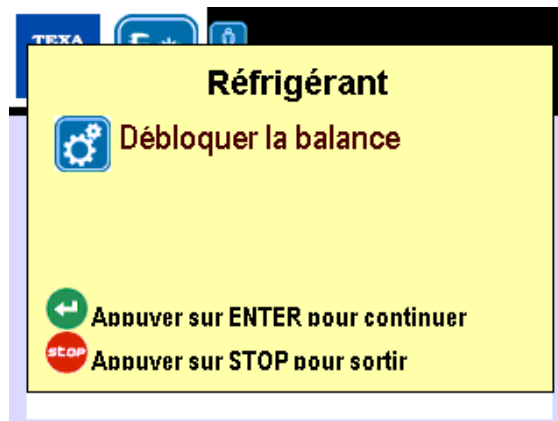 TEXA
Réfrigérant
Débloquer la balance
Appuyer sur ENTER pour continuer
stop
Appuyer sur STOP pour sortir